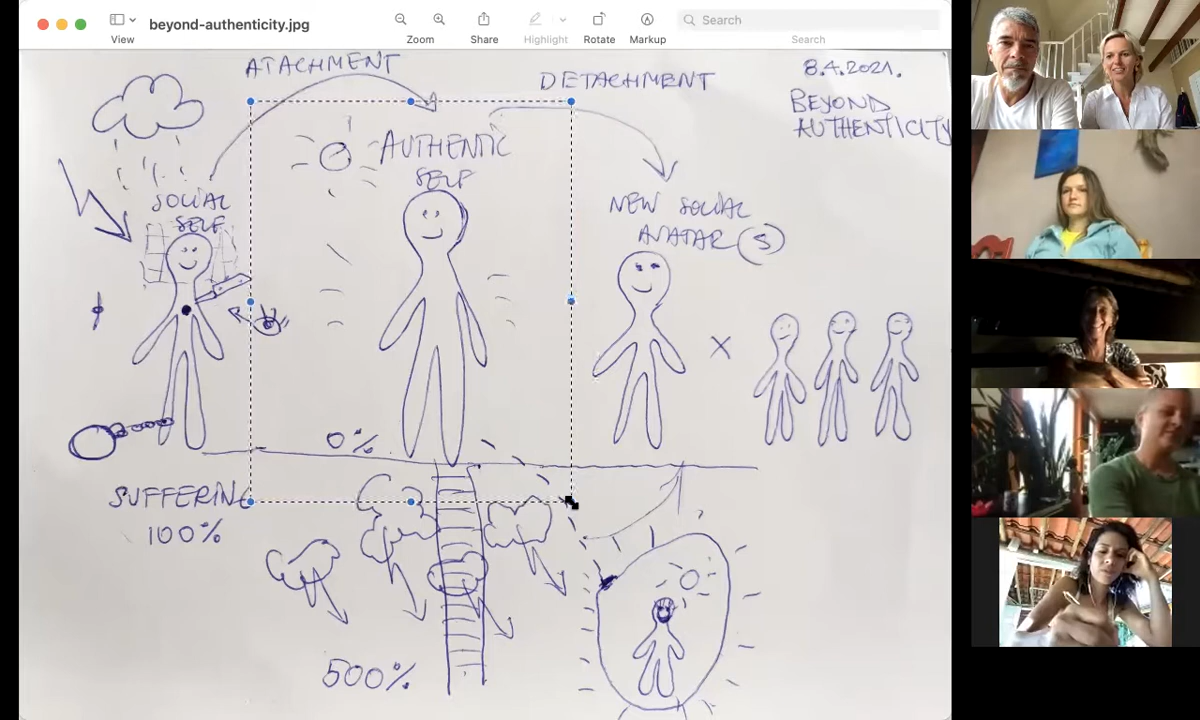 beyond-authenticity.jpg
View
Zoom
Share
Highlight
Rotate
Markup
Search
Search
ATACHMENT
DETACHMENT
8.4.2021.
BEYOND
AUTHENTICITY
AUTHENTIC
SELF
SOCIAL
SELF
NEW SOCIAL
AVATAR(S)
X
0%
SUFFERING
100%
500%